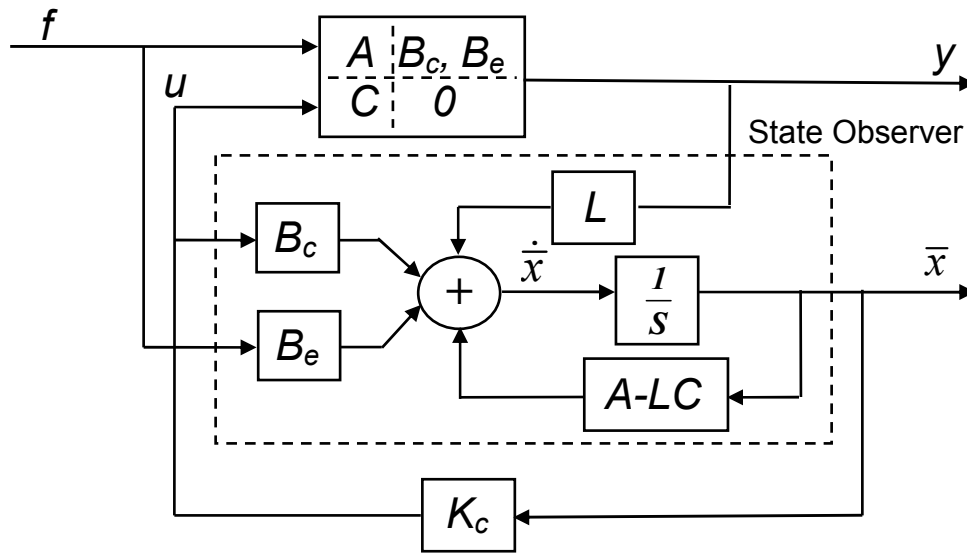 f
u
A B_c, B_e
C 0
y
State Observer
L
B_c
+
ẋ̅
1/s
x̅
B_e
A-LC
K_c